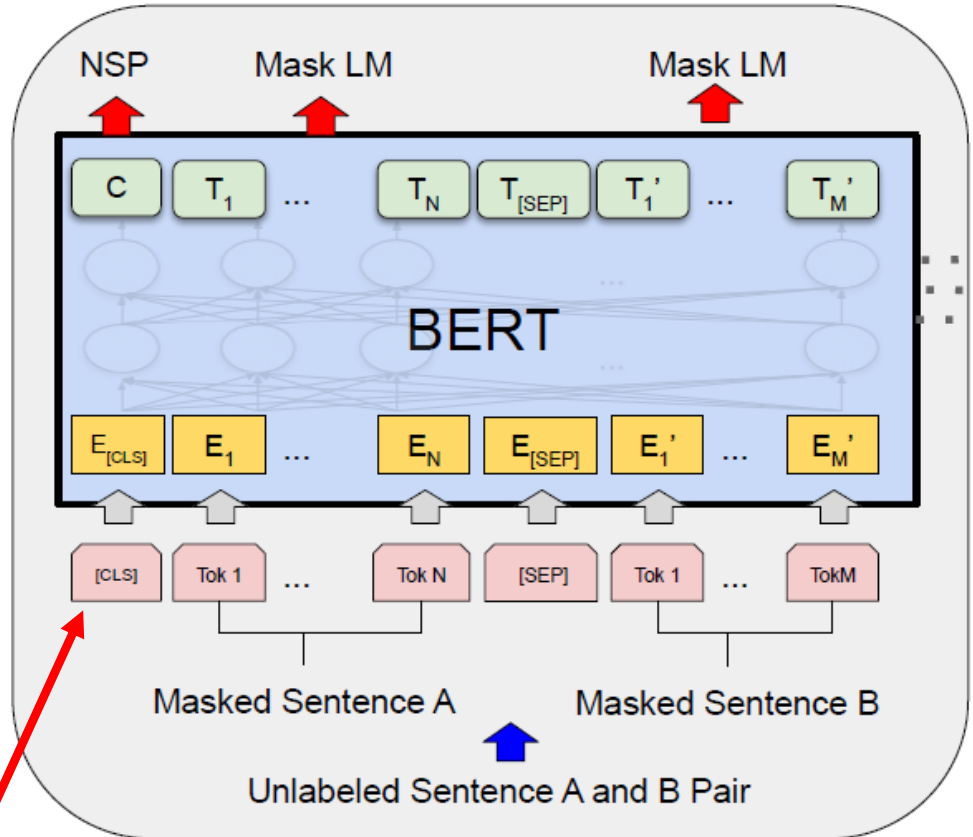 NSP Mask LM Mask LM
C T1 ... TN T[SEP] T1' ... TM'
...
BERT
...
E[CLS] E1 ... EN E[SEP] E1' ... EM'
[CLS] Tok 1 ... Tok N [SEP] Tok 1 ... TokM
Masked Sentence A Masked Sentence B
Unlabeled Sentence A and B Pair